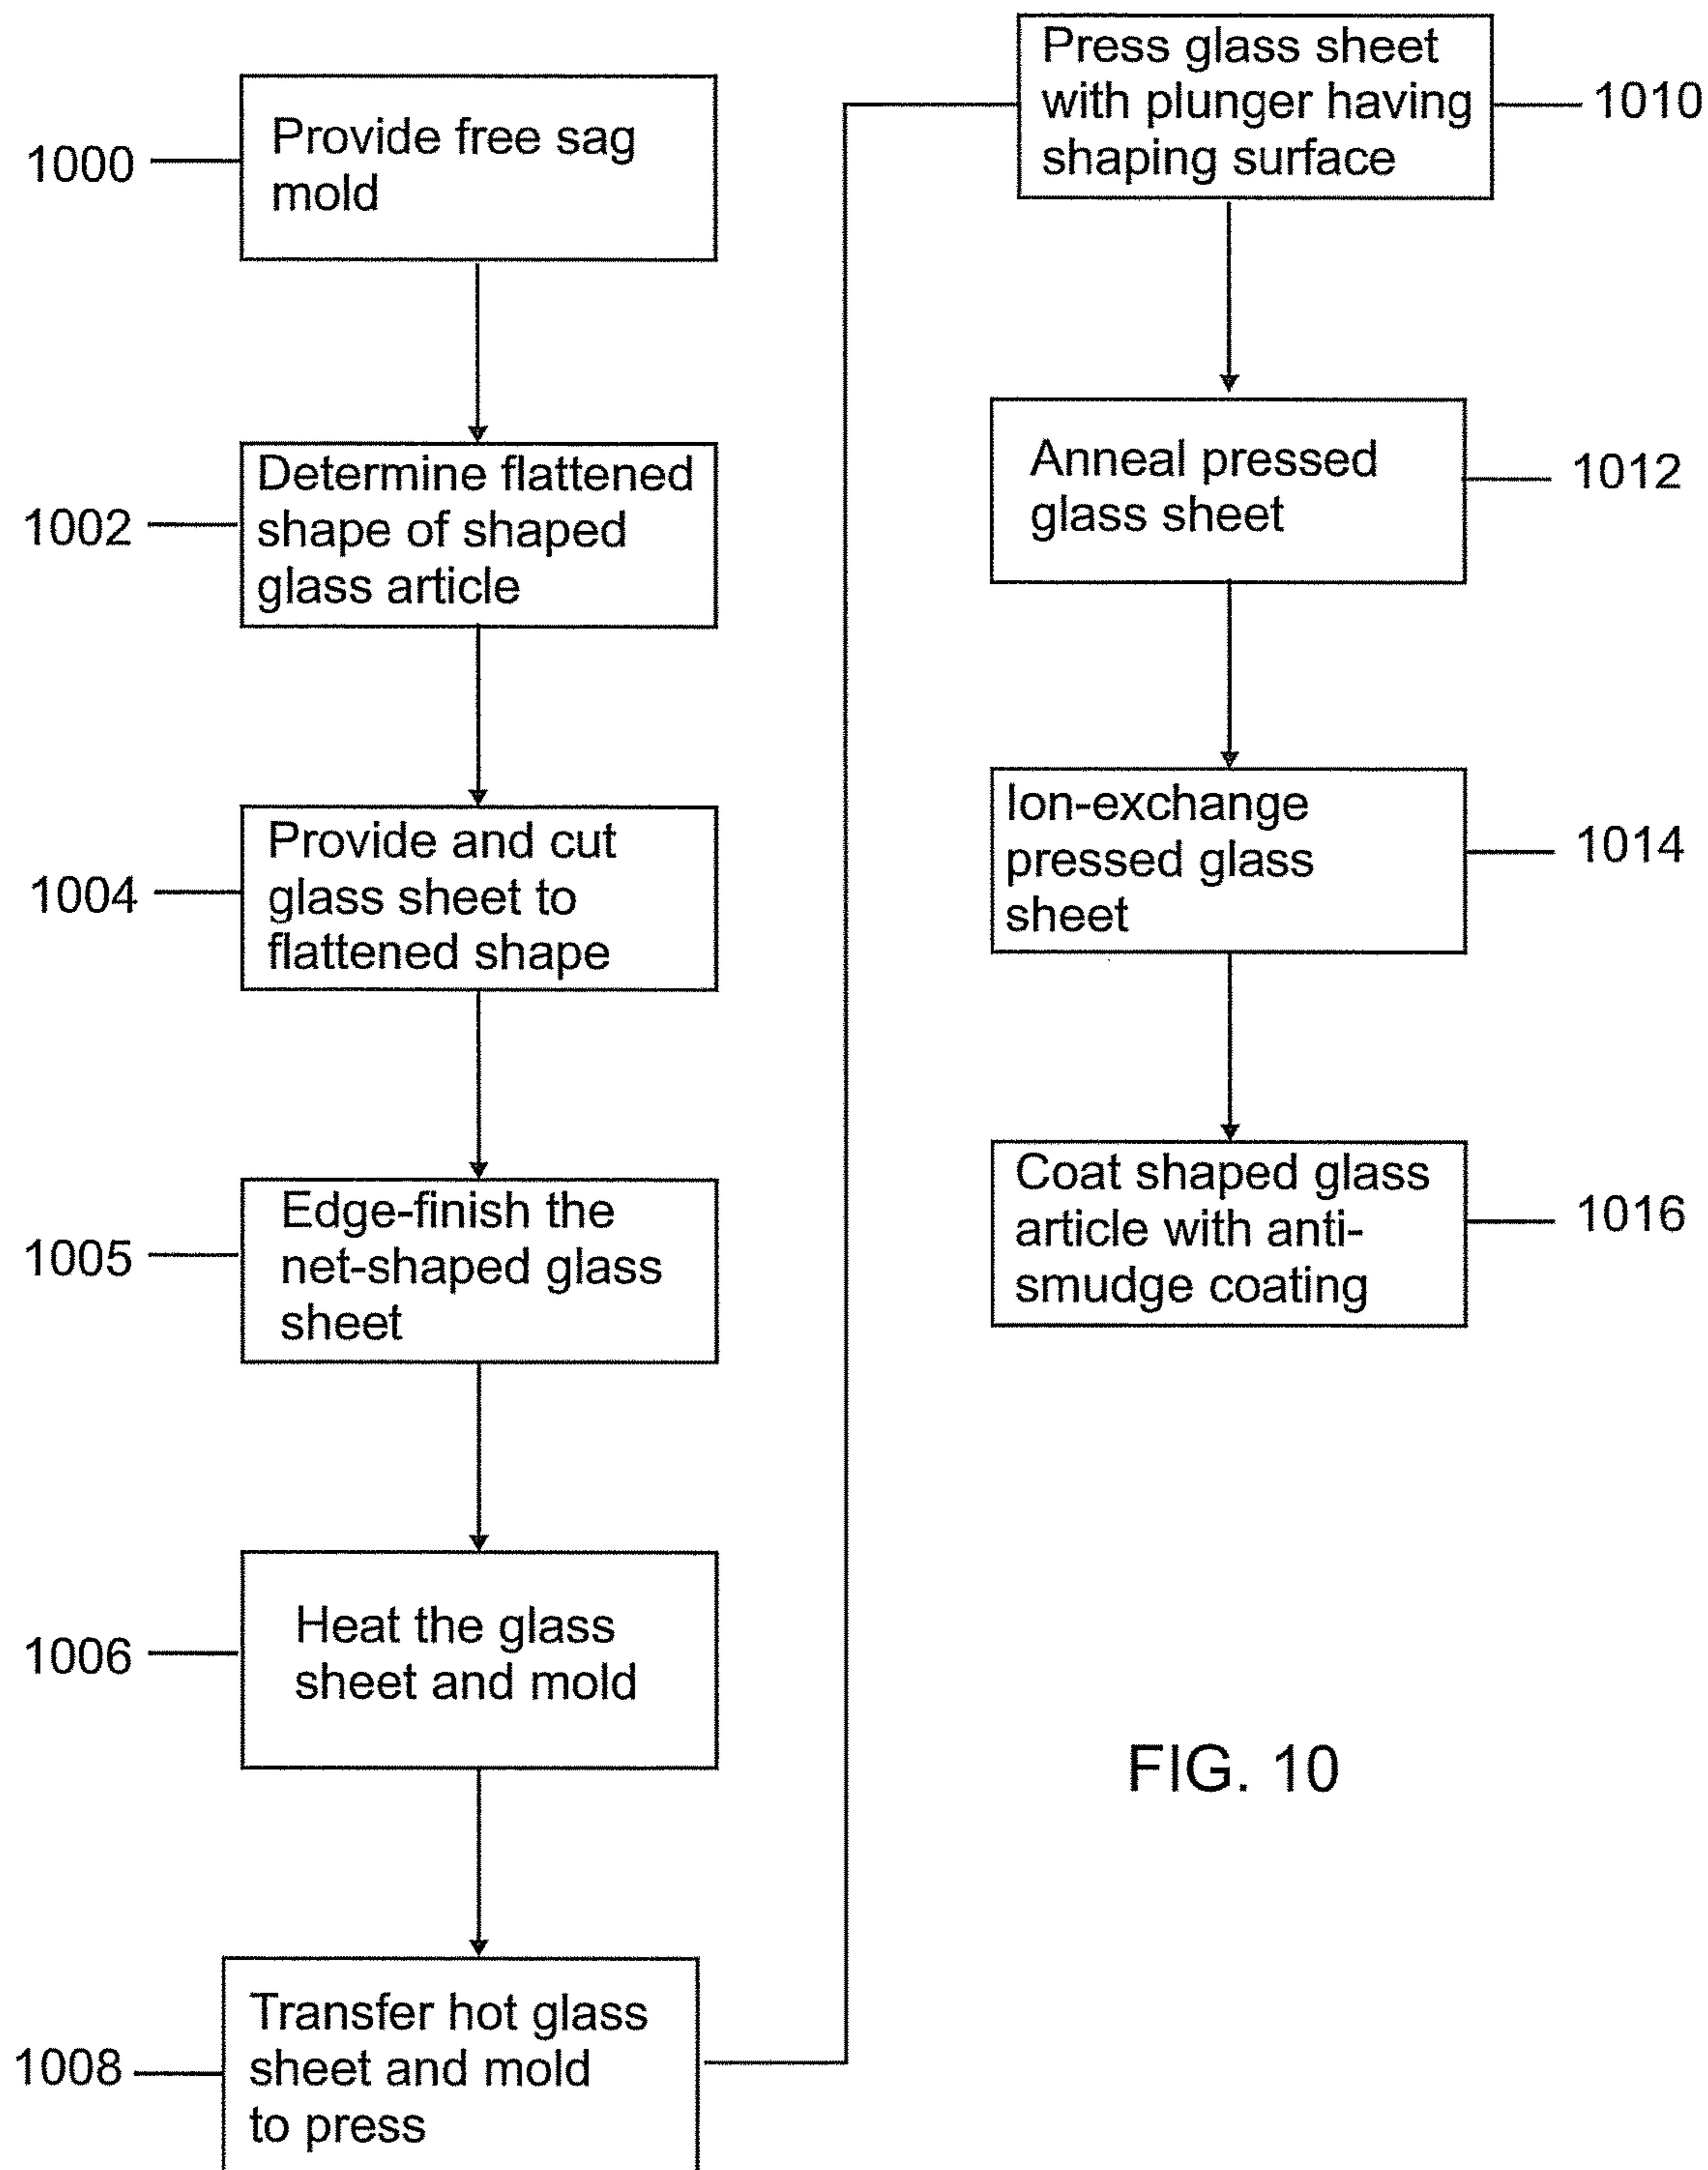 1000
Provide free sag
mold
1002
Determine flattened
shape of shaped
glass article
1004
Provide and cut
glass sheet to
flattened shape
1005
Edge-finish the
net-shaped glass
sheet
1006
Heat the glass
sheet and mold
1008
Transfer hot glass
sheet and mold
to press
Press glass sheet
with plunger having
shaping surface
1010
Anneal pressed
glass sheet
1012
Ion-exchange
pressed glass
sheet
1014
Coat shaped glass
article with anti-
smudge coating
1016
FIG. 10